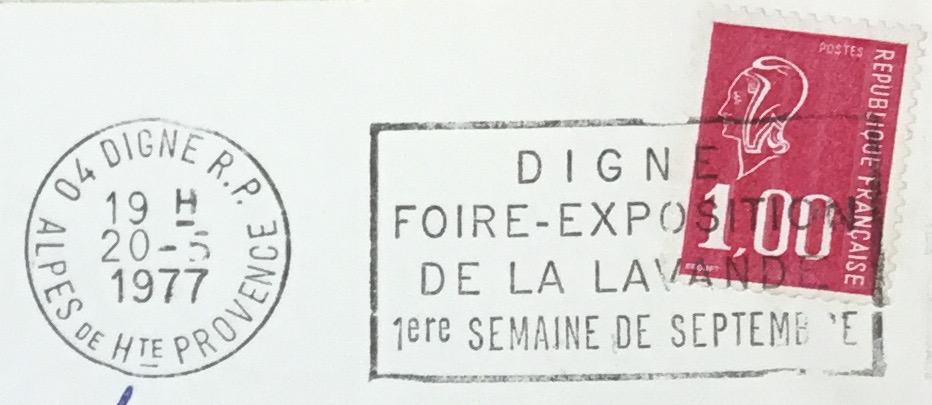 04 DIGNE R.P.
19 H
20-5
1977
ALPES DE HTE PROVENCE
DIGNE
FOIRE-EXPOSITION
DE LA LAVANDE
1ere SEMAINE DE SEPTEMB'E
POSTES
REPUBLIQUE FRANÇAISE
1,00